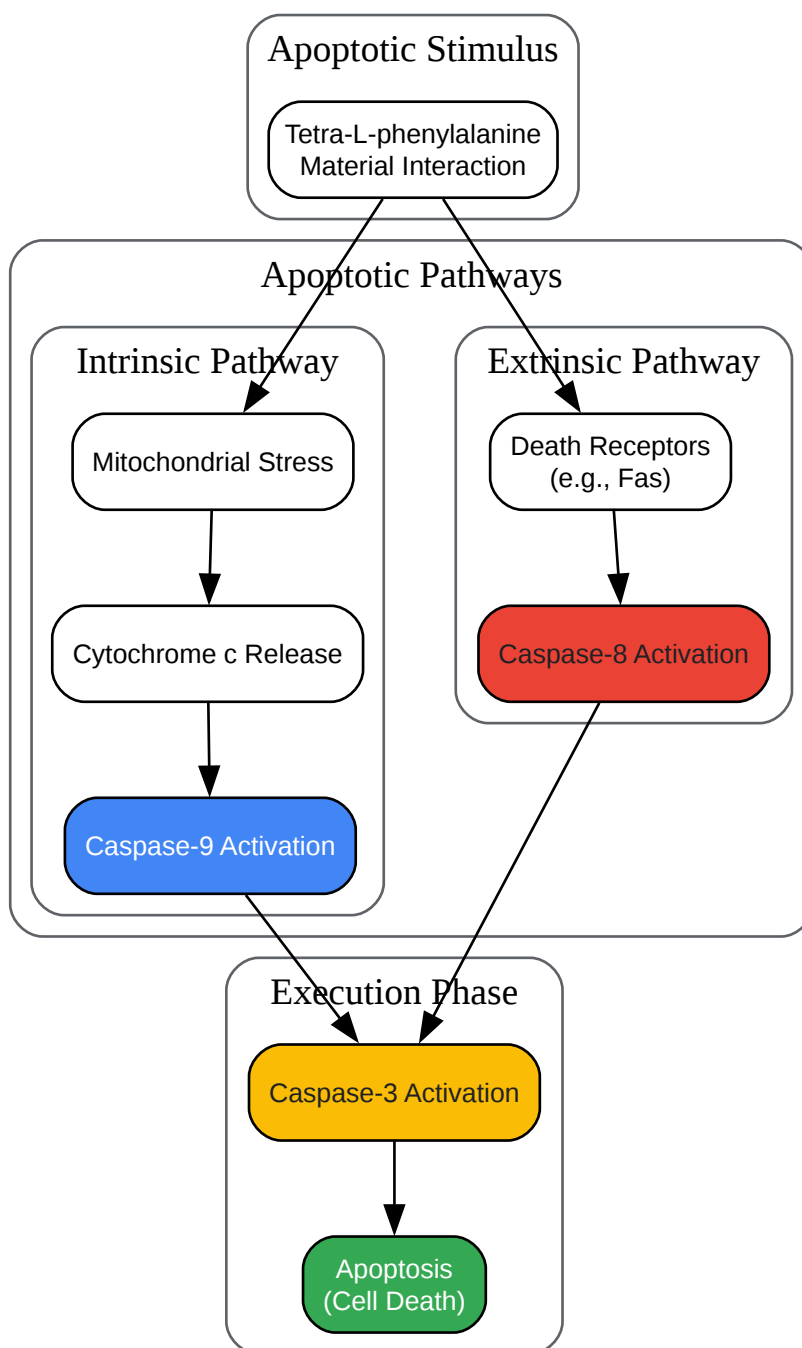 Apoptotic Stimulus
Tetra-L-phenylalanine
Material Interaction
Apoptotic Pathways
Intrinsic Pathway
Mitochondrial Stress
Cytochrome c Release
Caspase-9 Activation
Extrinsic Pathway
Death Receptors
(e.g., Fas)
Caspase-8 Activation
Execution Phase
Caspase-3 Activation
Apoptosis
(Cell Death)